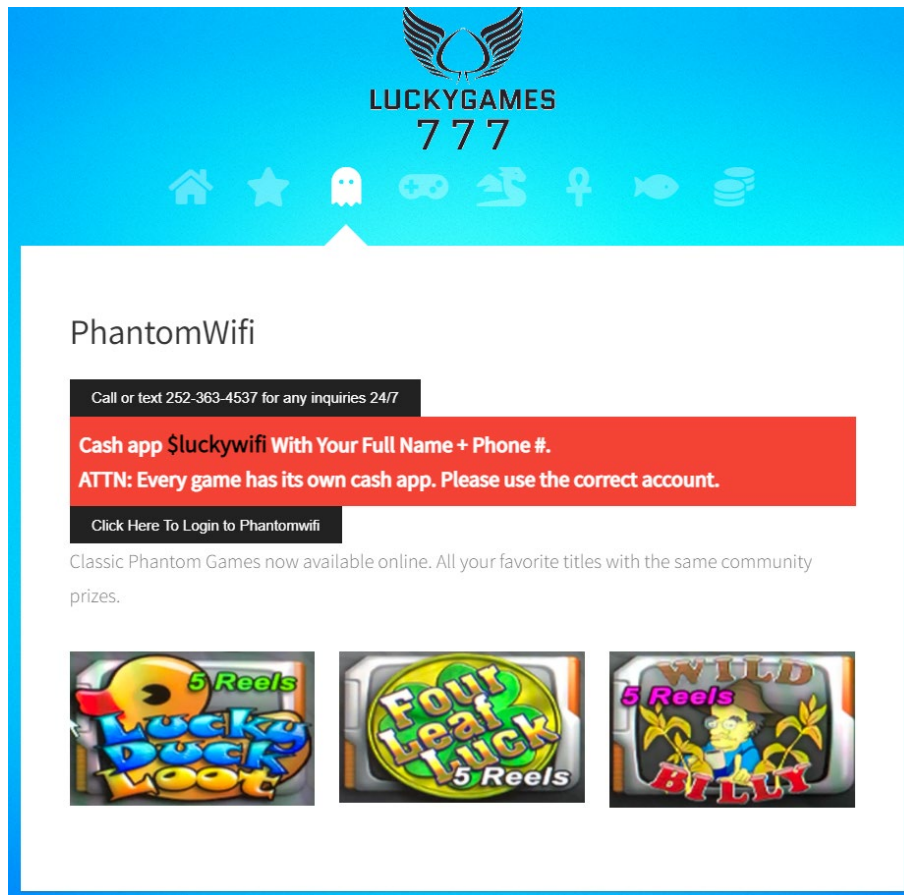 LUCKYGAMES
777
PhantomWifi
Call or text 252-363-4537 for any inquiries 24/7
Cash app $luckywifi With Your Full Name + Phone #.
ATTN: Every game has its own cash app. Please use the correct account.
Click Here To Login to Phantomwifi
Classic Phantom Games now available online. All your favorite titles with the same community
prizes.
5 Reels
Lucky
Duck
Loot
Four
Leaf
Luck
5 Reels
WILD
5 Reels
BILLY